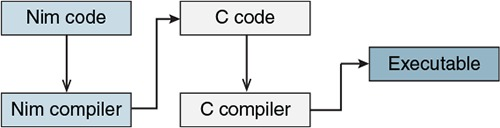 Nim code
Nim compiler
C code
C compiler
Executable